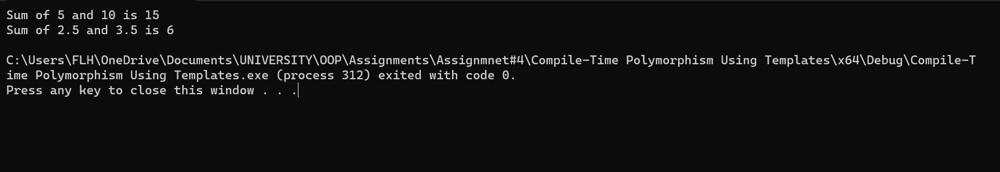 Sum of 5 and 10 is 15
Sum of 2.5 and 3.5 is 6
C:\Users\FLH\OneDrive\Documents\UNIVERSITY\OOP\Assignments\Assignmnet#4\Compile-Time Polymorphism Using Templates\x64\Debug\Compile-T
ime Polymorphism Using Templates.exe (process 312) exited with code 0.
Press any key to close this window . . .